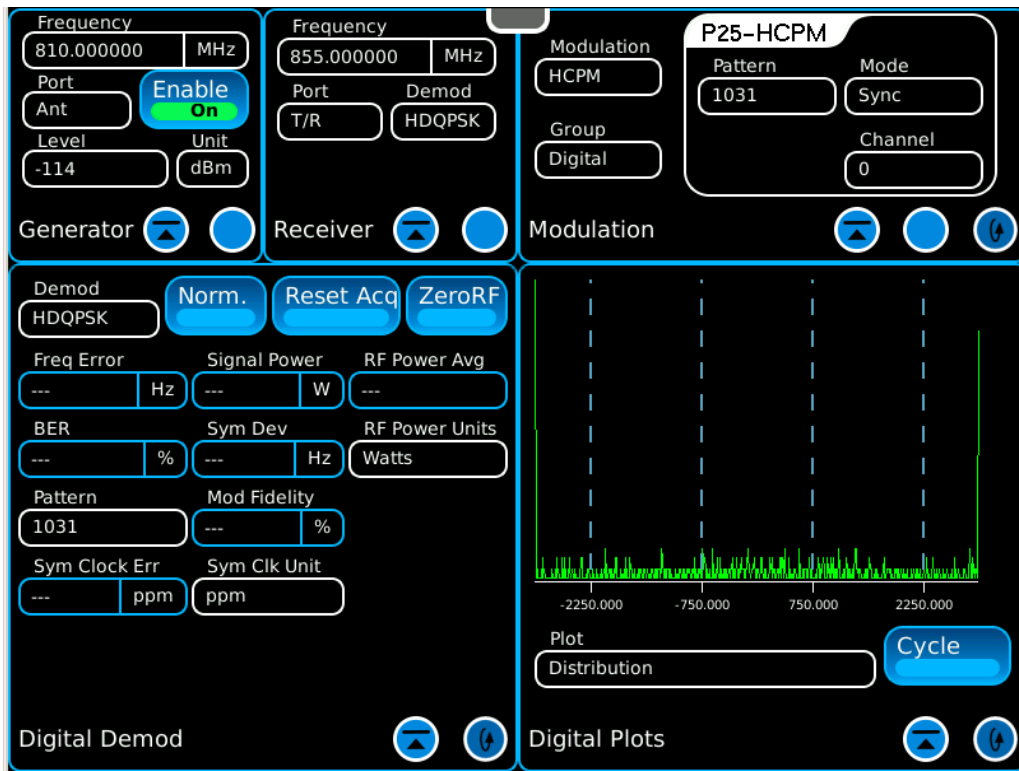 Frequency
810.000000 MHz
Port
Ant
Enable
On
Level Unit
-114 dBm
Generator
Frequency
855.000000 MHz
Port Demod
T/R HDQPSK
Receiver
Modulation
HCPM
Group
Digital
P25-HCPM
Pattern Mode
1031 Sync
Channel
0
Modulation
Demod
HDQPSK
Norm. Reset Acq ZeroRF
Freq Error Signal Power RF Power Avg
--- Hz --- W ---
BER Sym Dev RF Power Units
--- % --- Hz Watts
Pattern Mod Fidelity
1031 --- %
Sym Clock Err Sym Clk Unit
--- ppm ppm
Digital Demod
-2250.000 -750.000 750.000 2250.000
Plot
Distribution
Cycle
Digital Plots